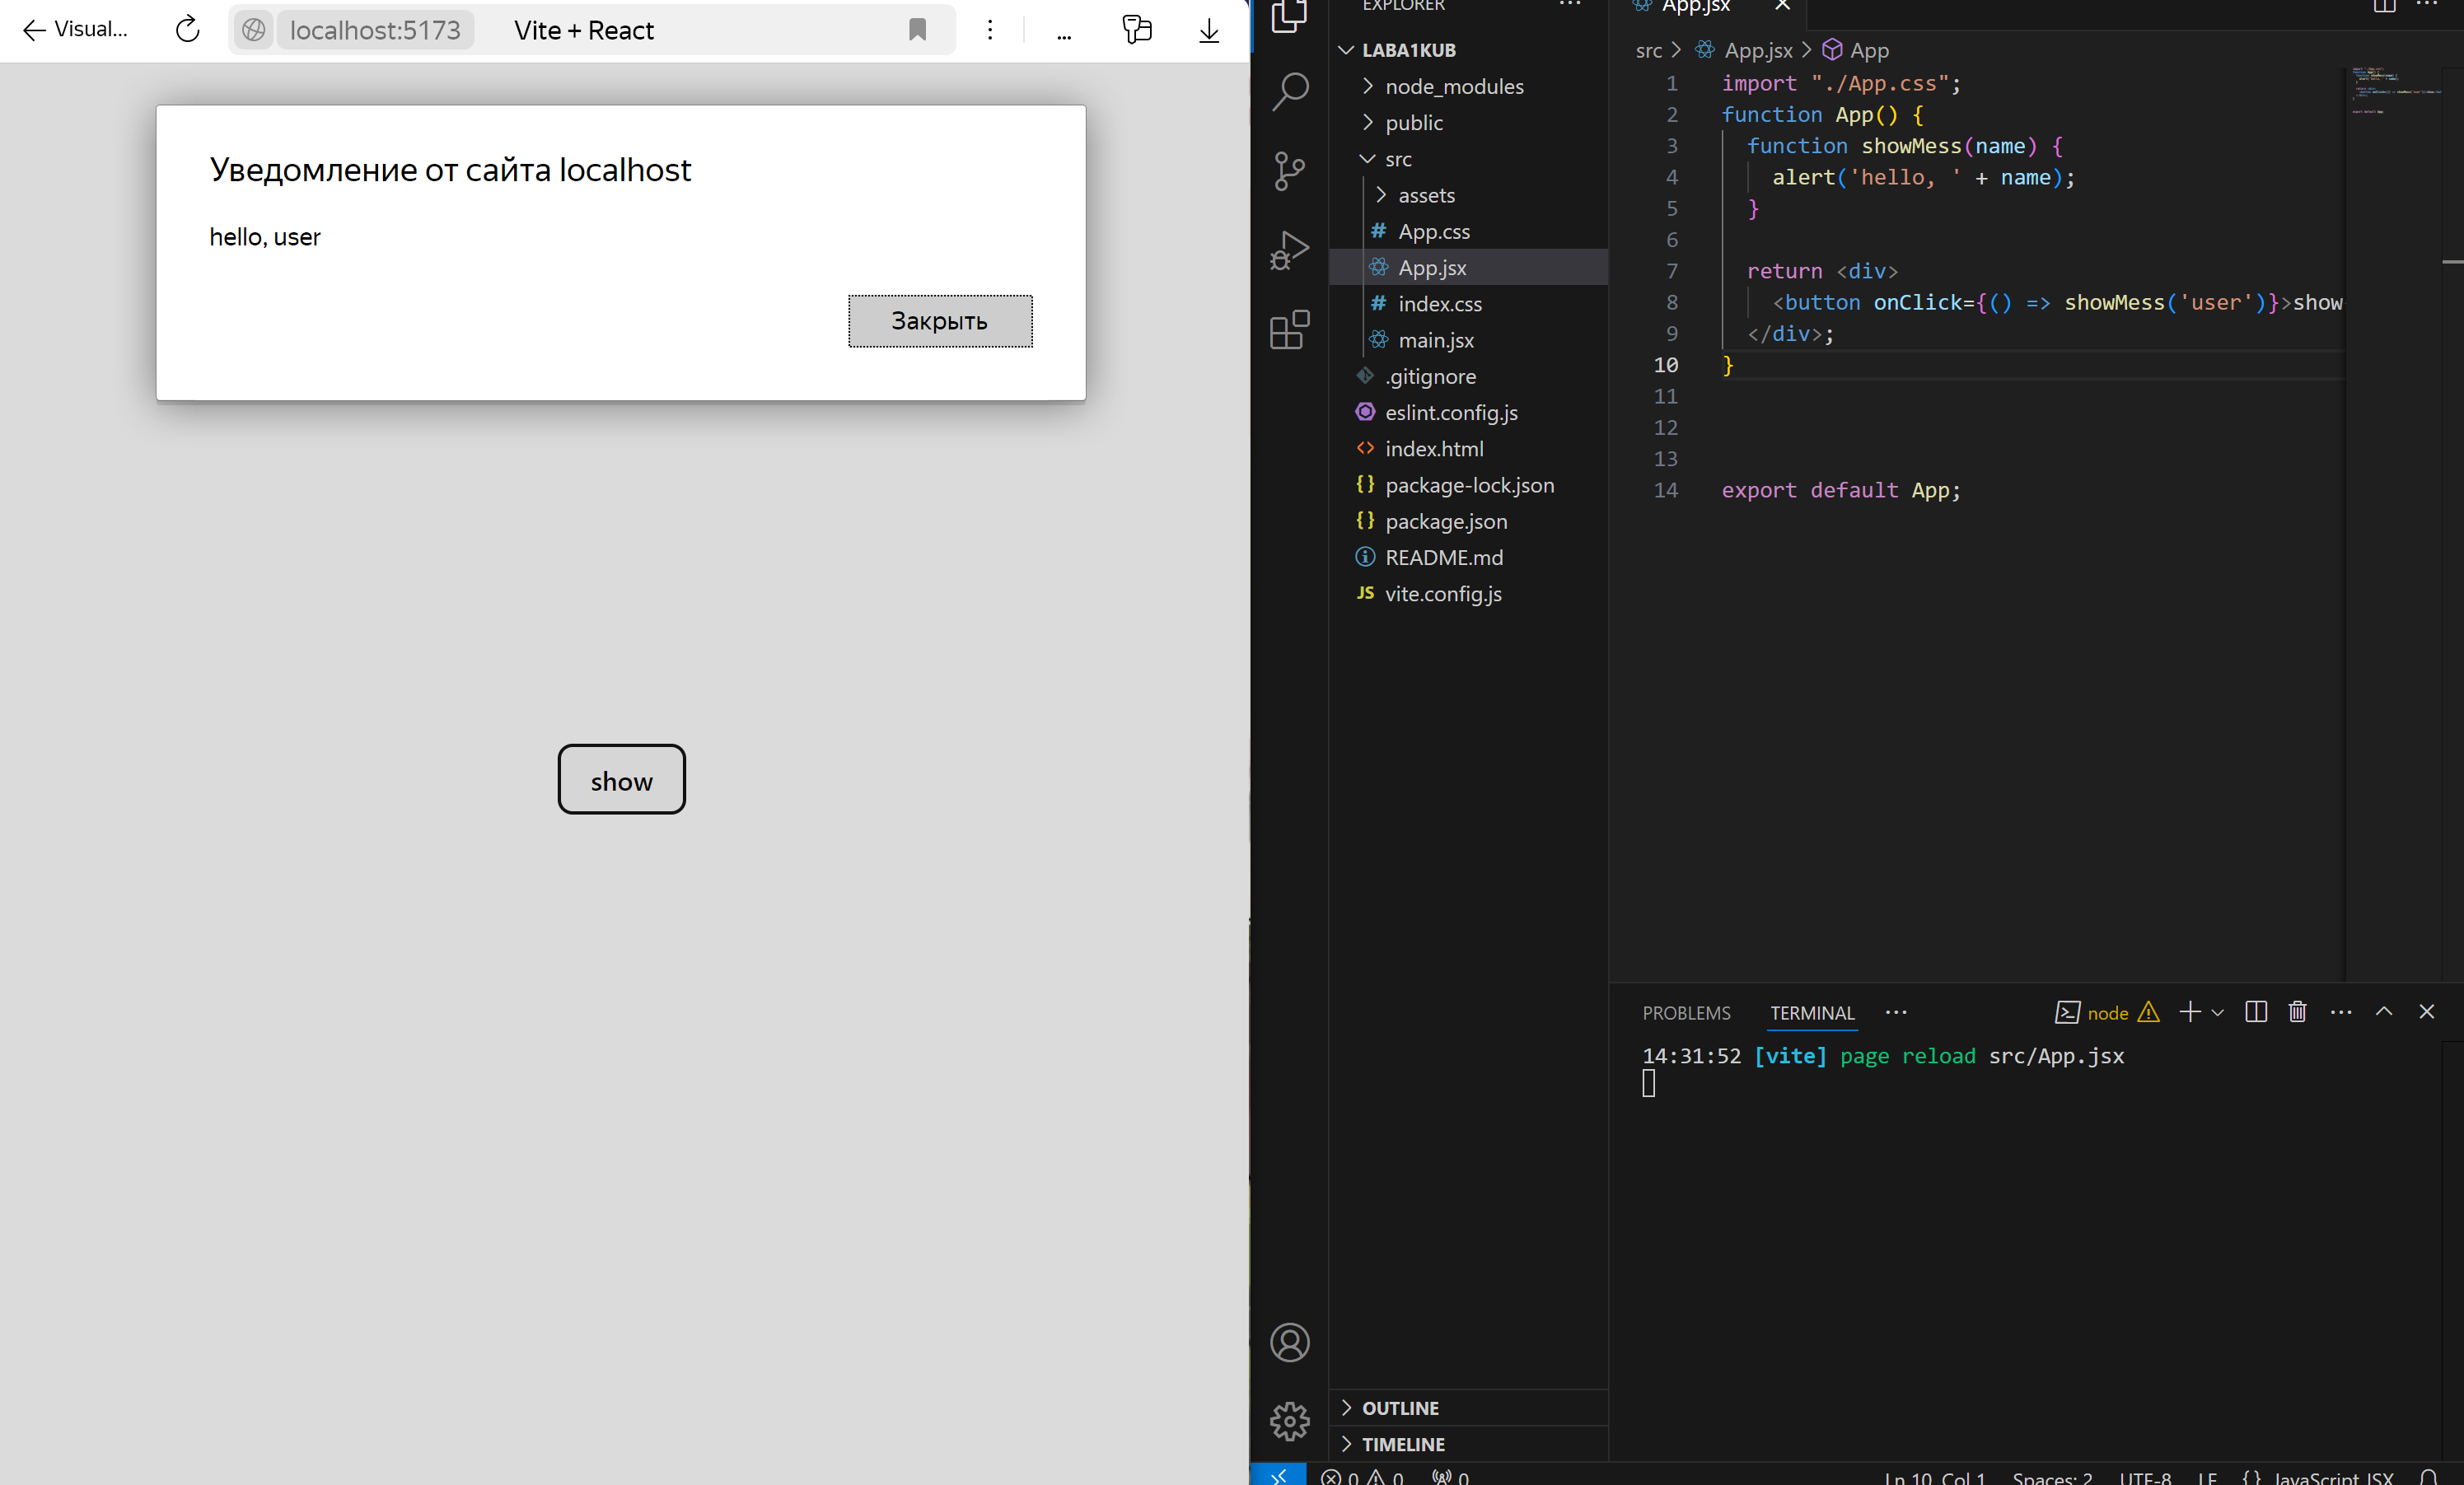 Visual...
localhost:5173
Vite + React
Уведомление от сайта localhost
hello, user
Закрыть
show
EXPLORER
LABA1KUB
node_modules
public
src
assets
App.css
App.jsx
index.css
main.jsx
.gitignore
eslint.config.js
index.html
package-lock.json
package.json
README.md
JS vite.config.js
OUTLINE
TIMELINE
App.jsx
src > App.jsx > App
1 import "./App.css";
2 function App() {
3 function showMess(name) {
4 alert('hello, ' + name);
5 }
6
7 return <div>
8 <button onClick={() => showMess('user')}>show
9 </div>;
10 }
11
12
13
14 export default App;
PROBLEMS TERMINAL
node
14:31:52 [vite] page reload src/App.jsx
0 0 0
Ln 10, Col 1 Spaces: 2 UTF-8 LF {} JavaScript JSX